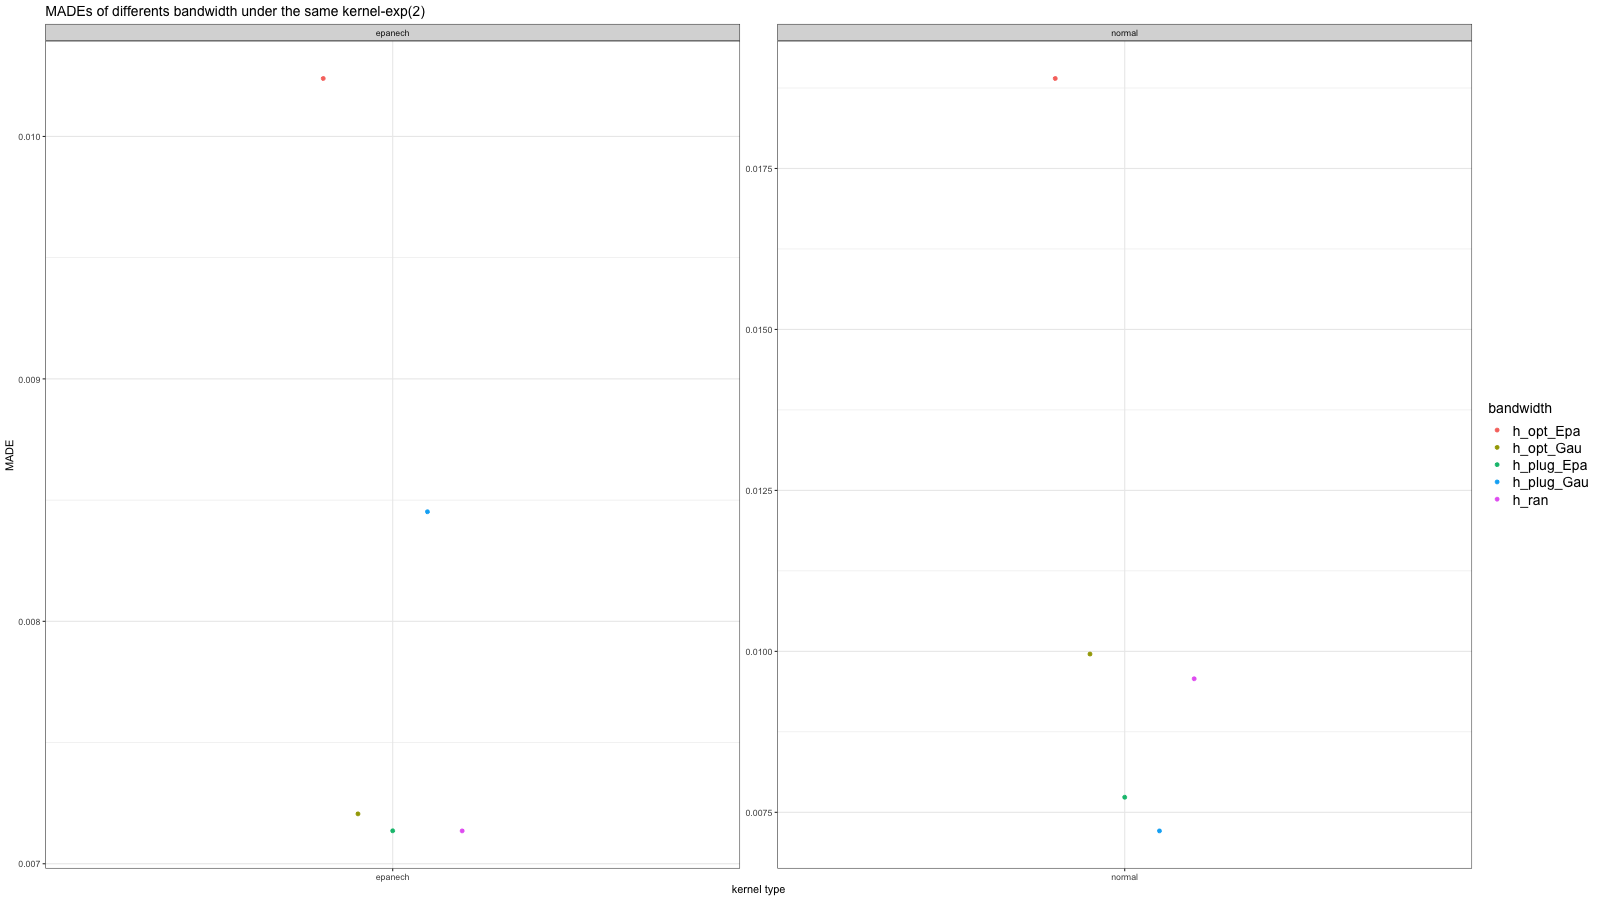 MADEs of differents bandwidth under the same kernel-exp(2)
epanech
normal
0.010
0.009
0.008
0.007
0.0175
0.0150
0.0125
0.0100
0.0075
MADE
epanech
normal
kernel type
bandwidth
h_opt_Epa
h_opt_Gau
h_plug_Epa
h_plug_Gau
h_ran